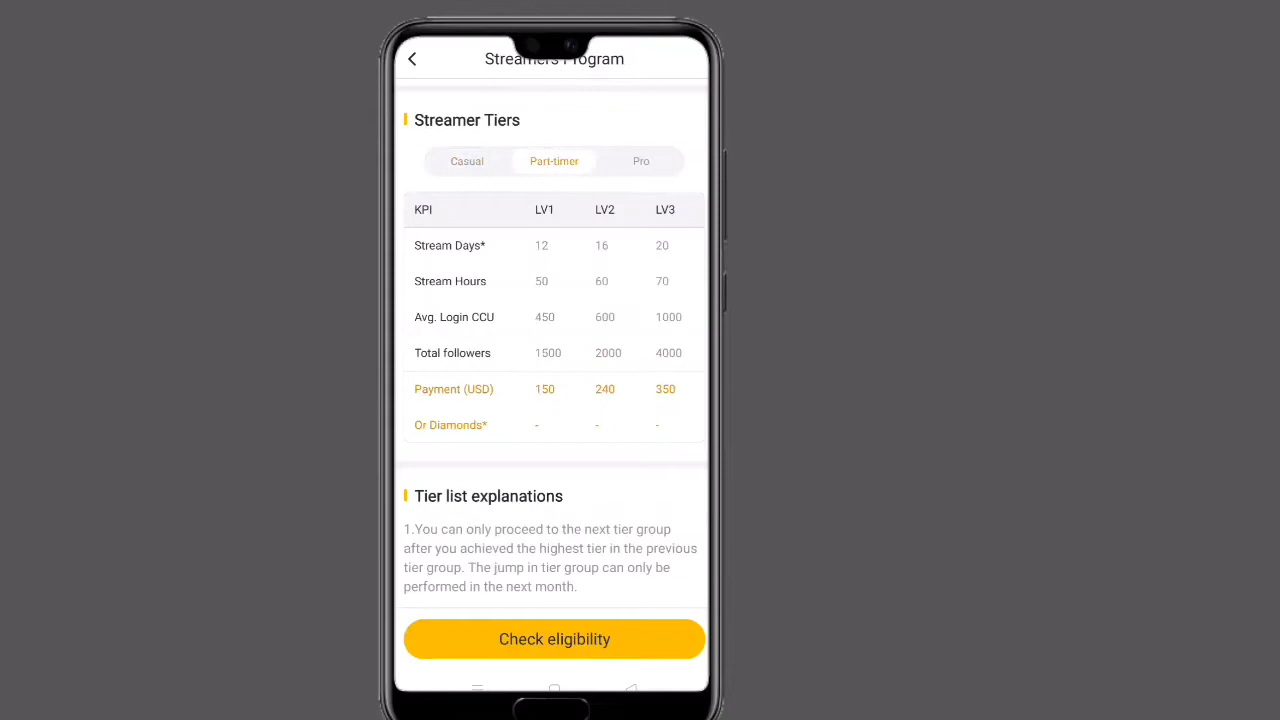 Streamers Program
Streamer Tiers
Casual Part-timer Pro
KPI LV1 LV2 LV3
Stream Days* 12 16 20
Stream Hours 50 60 70
Avg. Login CCU 450 600 1000
Total followers 1500 2000 4000
Payment (USD) 150 240 350
Or Diamonds* - - -
Tier list explanations
1.You can only proceed to the next tier group
after you achieved the highest tier in the previous
tier group. The jump in tier group can only be
performed in the next month.
Check eligibility